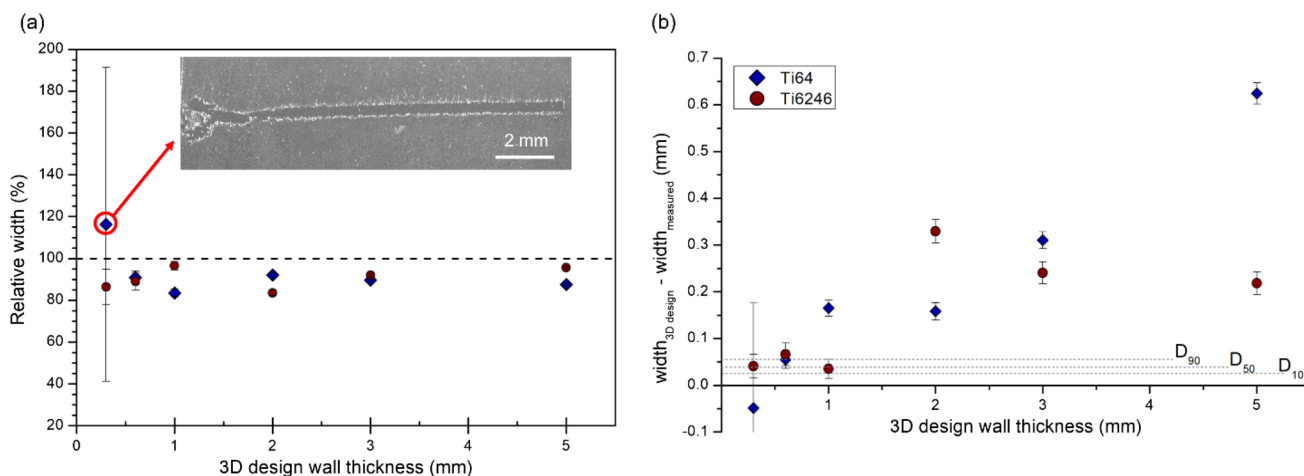 (a)
200
180
160
140
120
100
80
60
40
20
Relative width (%)
2 mm
0
1
2
3
4
5
3D design wall thickness (mm)
(b)
0.7
0.6
0.5
0.4
0.3
0.2
0.1
0.0
-0.1
width3D design - widthmeasured (mm)
Ti64
Ti6246
D90
D50
D10
1
2
3
4
5
3D design wall thickness (mm)